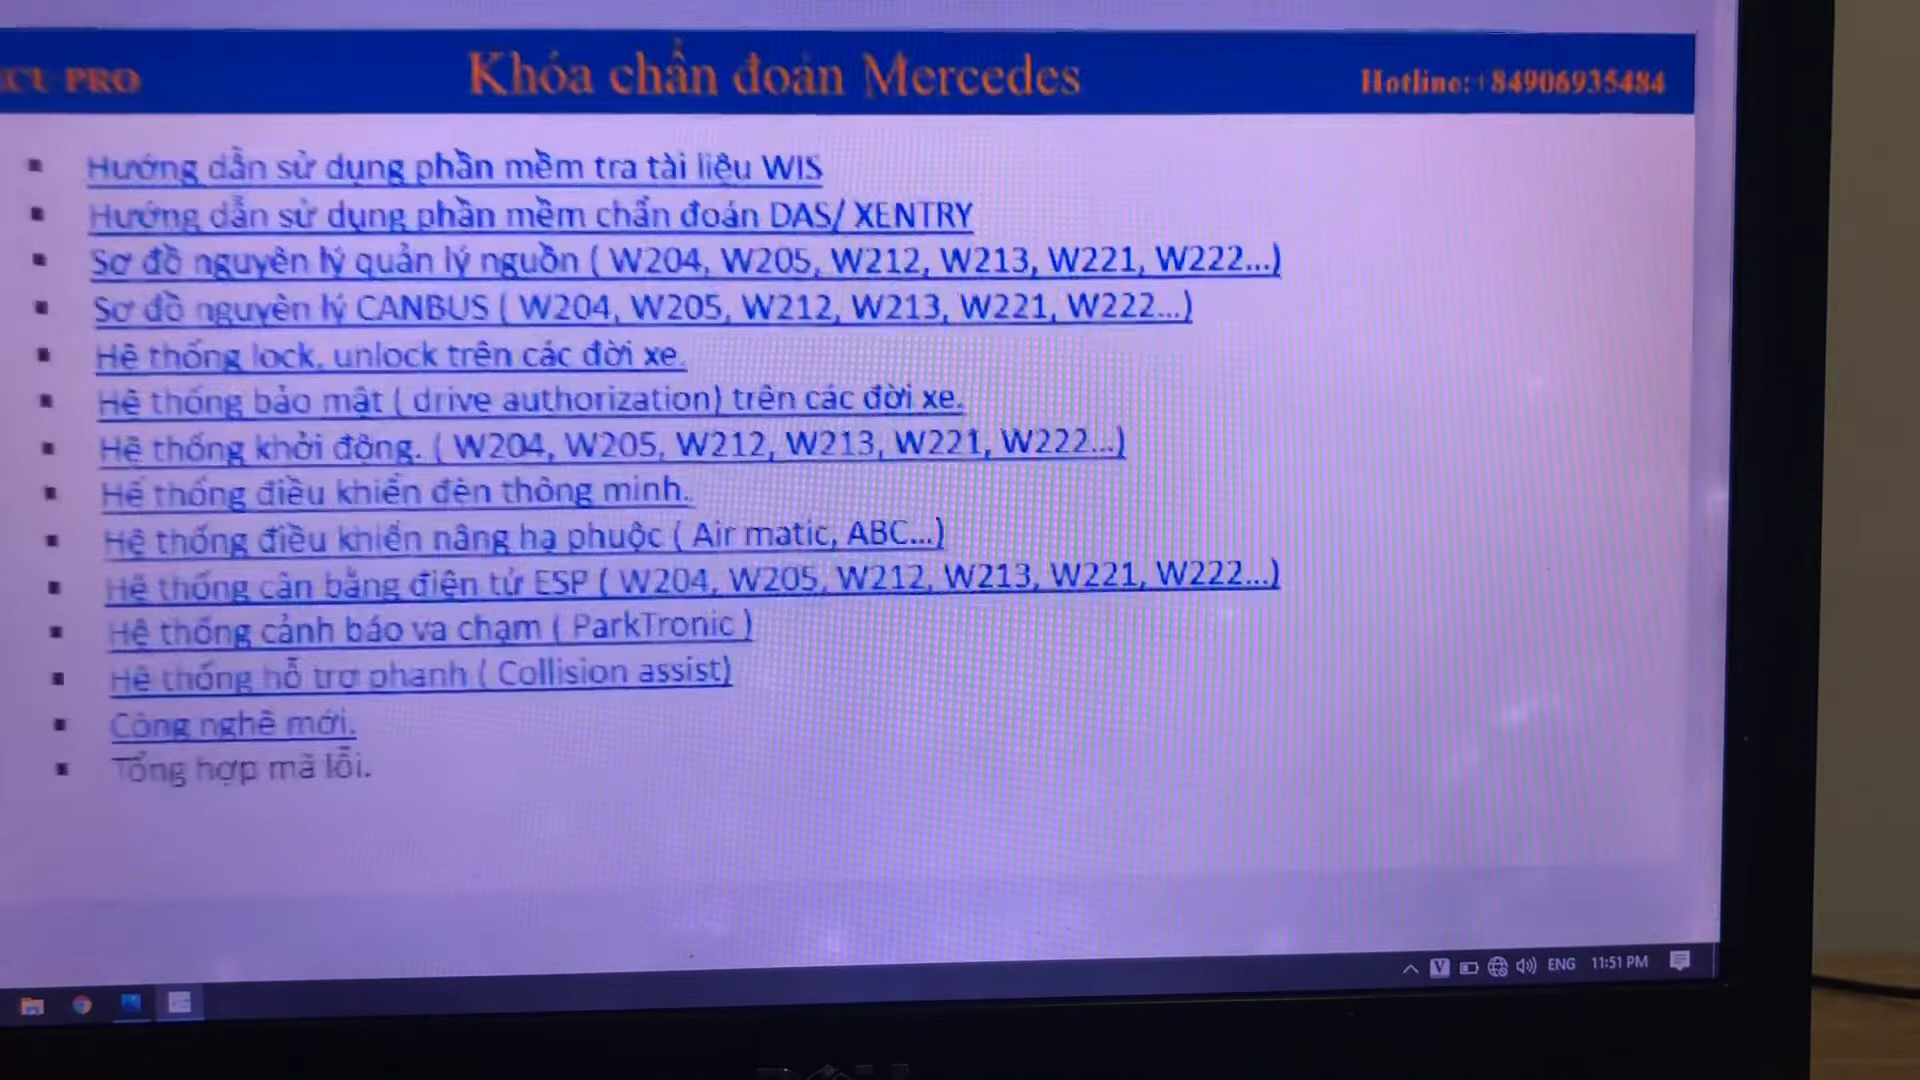 PRO Khóa chẩn đoán Mercedes Hotline:+84906935484
Hướng dẫn sử dụng phần mềm tra tài liệu WIS
Hướng dẫn sử dụng phần mềm chẩn đoán DAS/ XENTRY
Sơ đồ nguyên lý quản lý nguồn ( W204, W205, W212, W213, W221, W222...)
Sơ đồ nguyên lý CANBUS ( W204, W205, W212, W213, W221, W222...)
Hệ thống lock, unlock trên các đời xe.
Hệ thống bảo mật ( drive authorization) trên các đời xe.
Hệ thống khởi động. ( W204, W205, W212, W213, W221, W222...)
Hế thống điều khiển đèn thông minh.
Hệ thống điều khiển nâng hạ phuộc ( Air matic, ABC...)
Hệ thống cân bằng điện tử ESP ( W204, W205, W212, W213, W221, W222...)
Hệ thống cảnh báo va chạm ( ParkTronic )
Hệ thống hỗ trợ phanh ( Collision assist)
Công nghê mới.
Tổng hợp mã lỗi.
ENG 11:51 PM